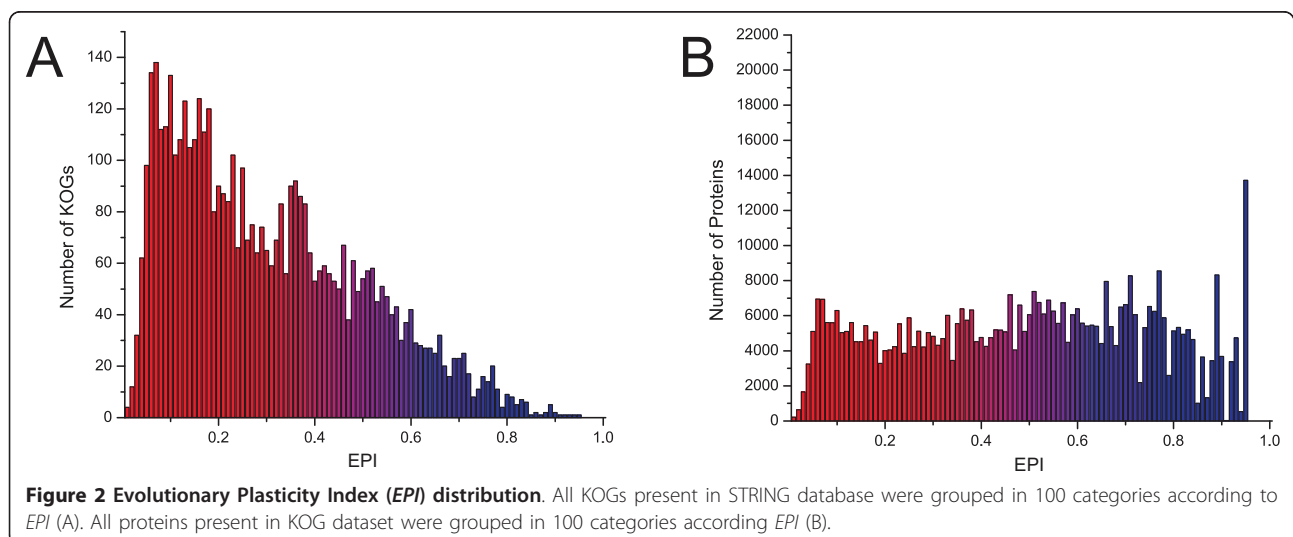 A
140
120
100
80
60
40
20
0
Number of KOGs
0.2 0.4 0.6 0.8 1.0
EPI
B
22000
20000
18000
16000
14000
12000
10000
8000
6000
4000
2000
0
Number of Proteins
0.2 0.4 0.6 0.8 1.0
EPI
Figure 2 Evolutionary Plasticity Index (EPI) distribution. All KOGs present in STRING database were grouped in 100 categories according to
EPI (A). All proteins present in KOG dataset were grouped in 100 categories according EPI (B).